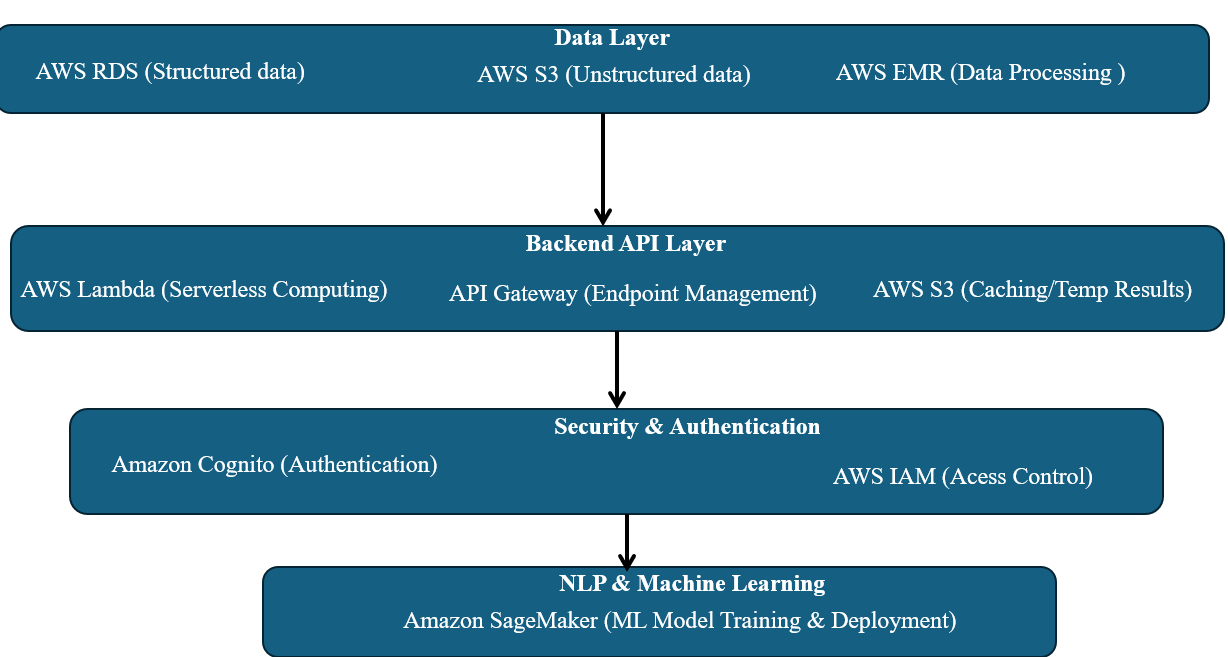 Data Layer
AWS RDS (Structured data)
AWS S3 (Unstructured data)
AWS EMR (Data Processing )
Backend API Layer
AWS Lambda (Serverless Computing)
API Gateway (Endpoint Management)
AWS S3 (Caching/Temp Results)
Security & Authentication
Amazon Cognito (Authentication)
AWS IAM (Acess Control)
NLP & Machine Learning
Amazon SageMaker (ML Model Training & Deployment)